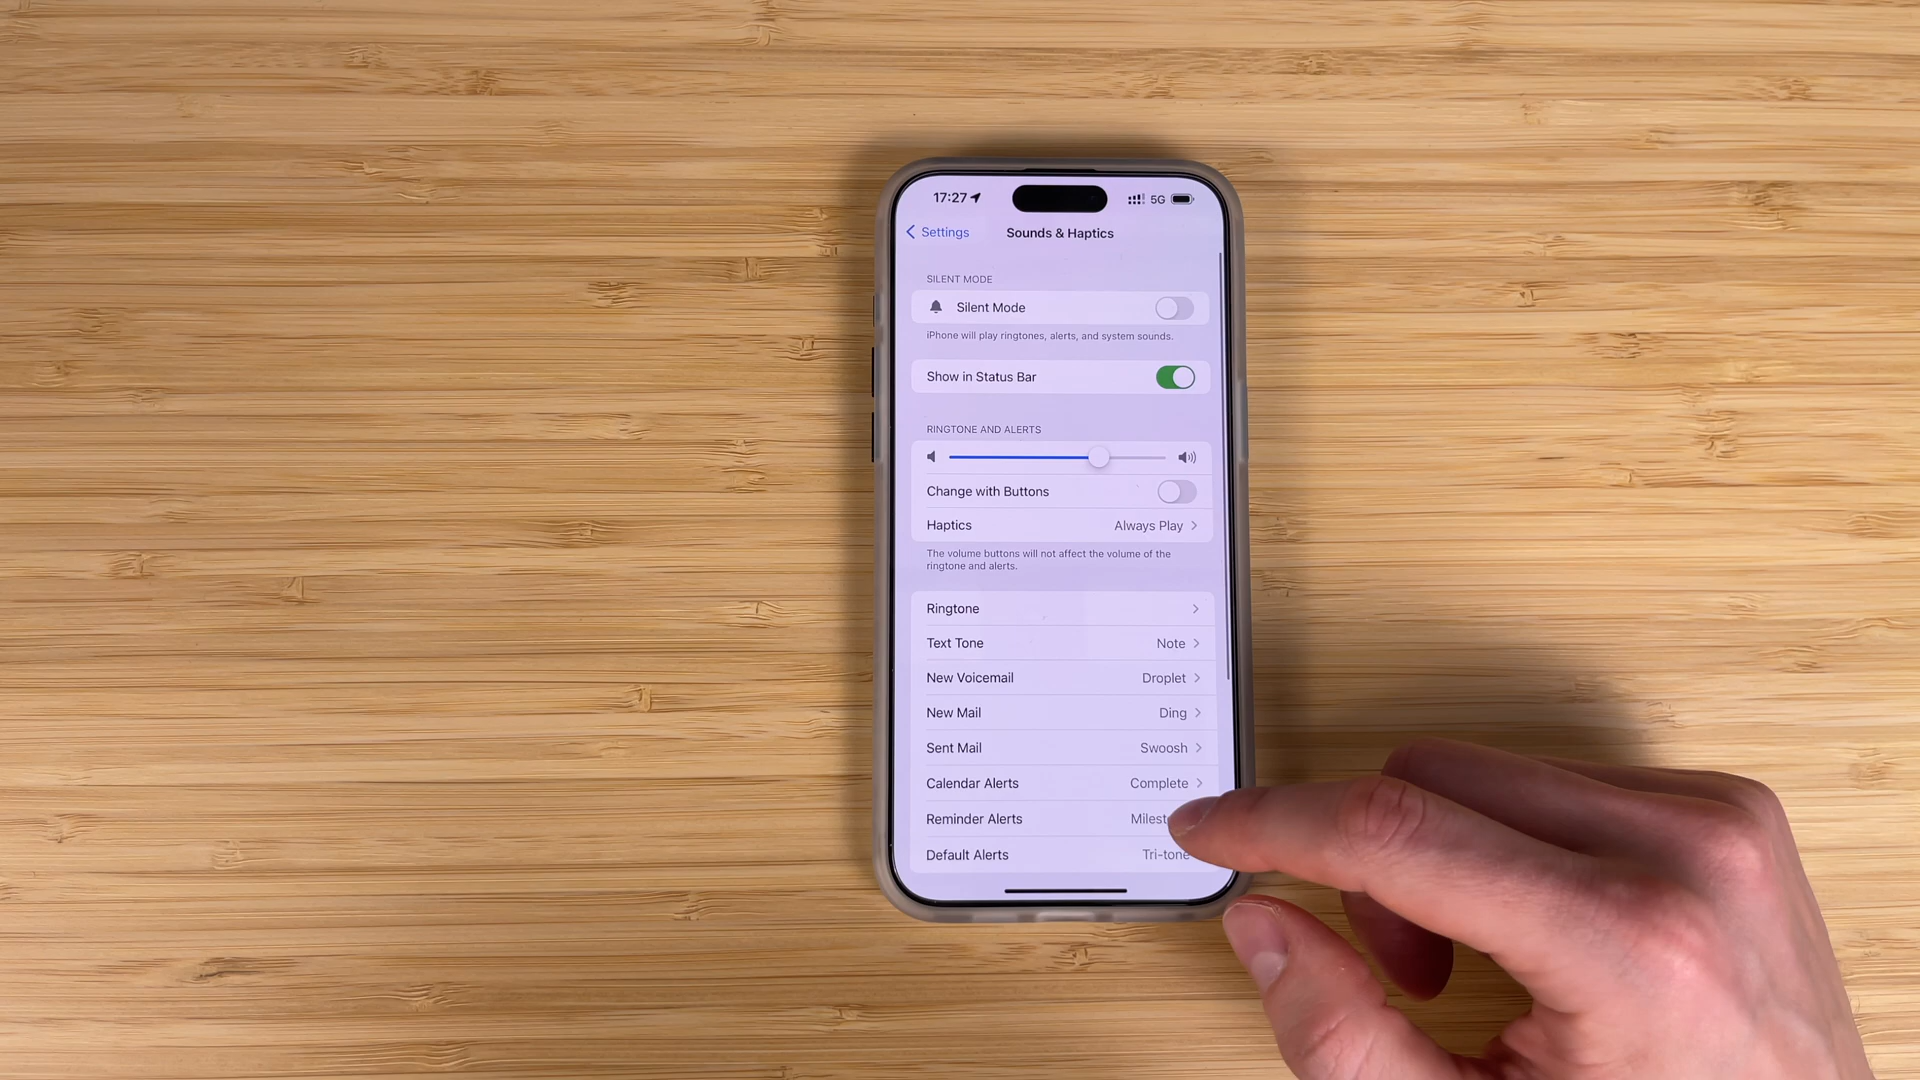 17:27 5G
Settings Sounds & Haptics
SILENT MODE
Silent Mode
iPhone will play ringtones, alerts, and system sounds.
Show in Status Bar
RINGTONE AND ALERTS
Change with Buttons
Haptics Always Play
The volume buttons will not affect the volume of the
ringtone and alerts.
Ringtone
Text Tone Note
New Voicemail Droplet
New Mail Ding
Sent Mail Swoosh
Calendar Alerts Complete
Reminder Alerts
Default Alerts Tri-tone